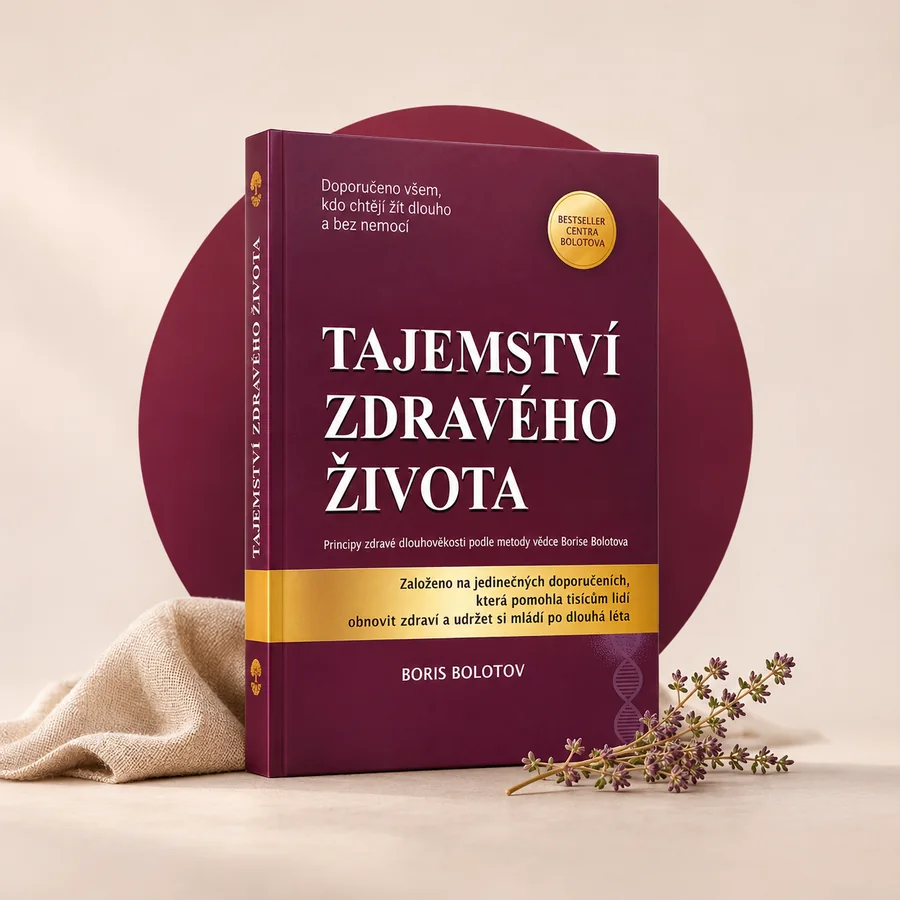 Doporučeno všem,
kdo chtějí žít dlouho
a bez nemocí
BESTSELLER
CENTRA
BOLOTOVA
TAJEMSTVÍ
ZDRAVÉHO
ŽIVOTA
Principy zdravé dlouhověkosti podle metody vědce Borise Bolotova
Založeno na jedinečných doporučeních,
která pomohla tisícům lidí
obnovit zdraví a udržet si mládí po dlouhá léta
BORIS BOLOTOV
TAJEMSTVÍ ZDRAVÉHO ŽIVOTA